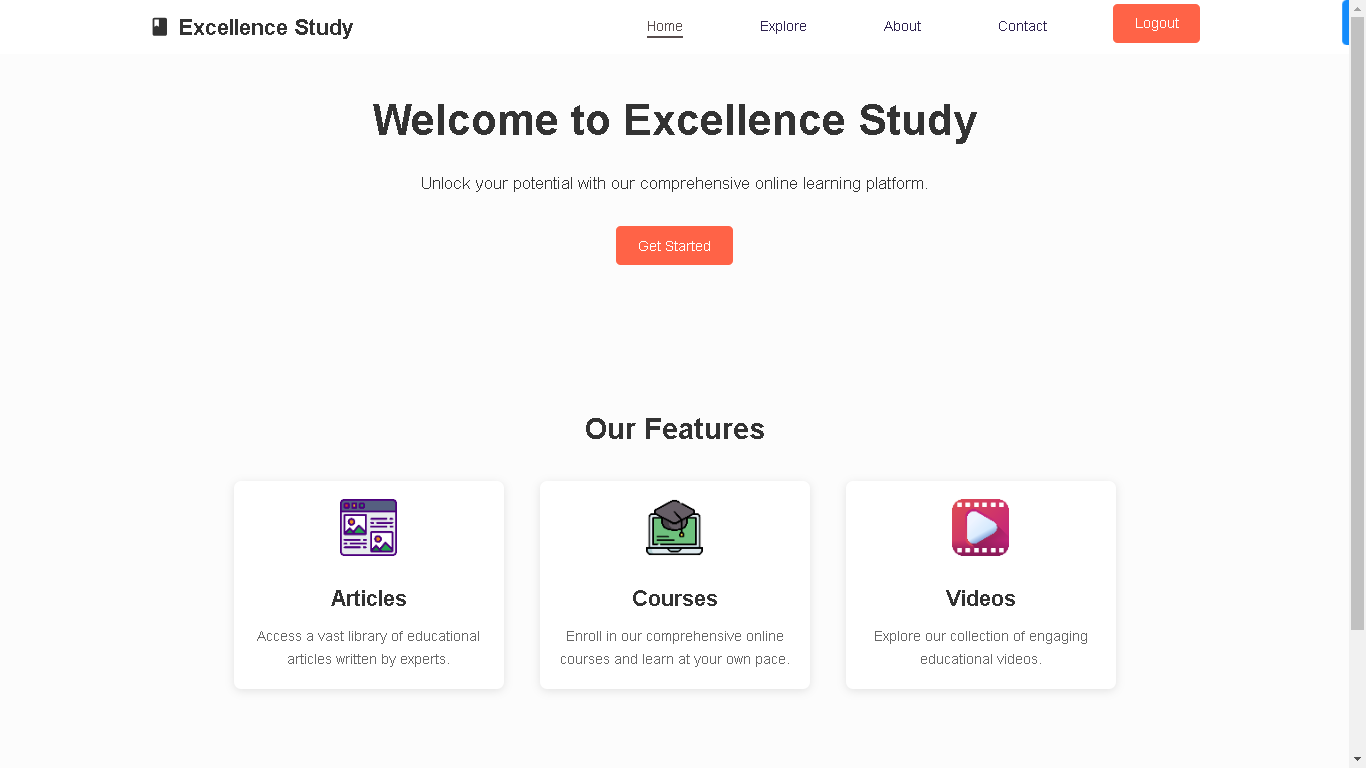 Excellence Study
Home
Explore
About
Contact
Logout
Welcome to Excellence Study
Unlock your potential with our comprehensive online learning platform.
Get Started
Our Features
Articles
Access a vast library of educational
articles written by experts.
Courses
Enroll in our comprehensive online
courses and learn at your own pace.
Videos
Explore our collection of engaging
educational videos.